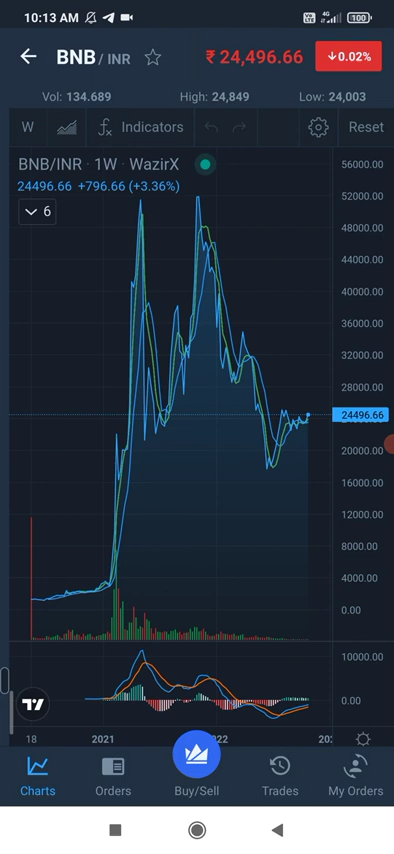 10:13 AM
4G
100
BNB / INR ₹ 24,496.66 ↓0.02%
Vol: 134.689 High: 24,849 Low: 24,003
W Indicators Reset
BNB/INR · 1W · WazirX
24496.66 +796.66 (+3.36%)
6
56000.00
52000.00
48000.00
44000.00
40000.00
36000.00
32000.00
28000.00
24496.66
20000.00
16000.00
12000.00
8000.00
4000.00
0.00
10000.00
0.00
18 2021
Charts Orders Buy/Sell Trades My Orders